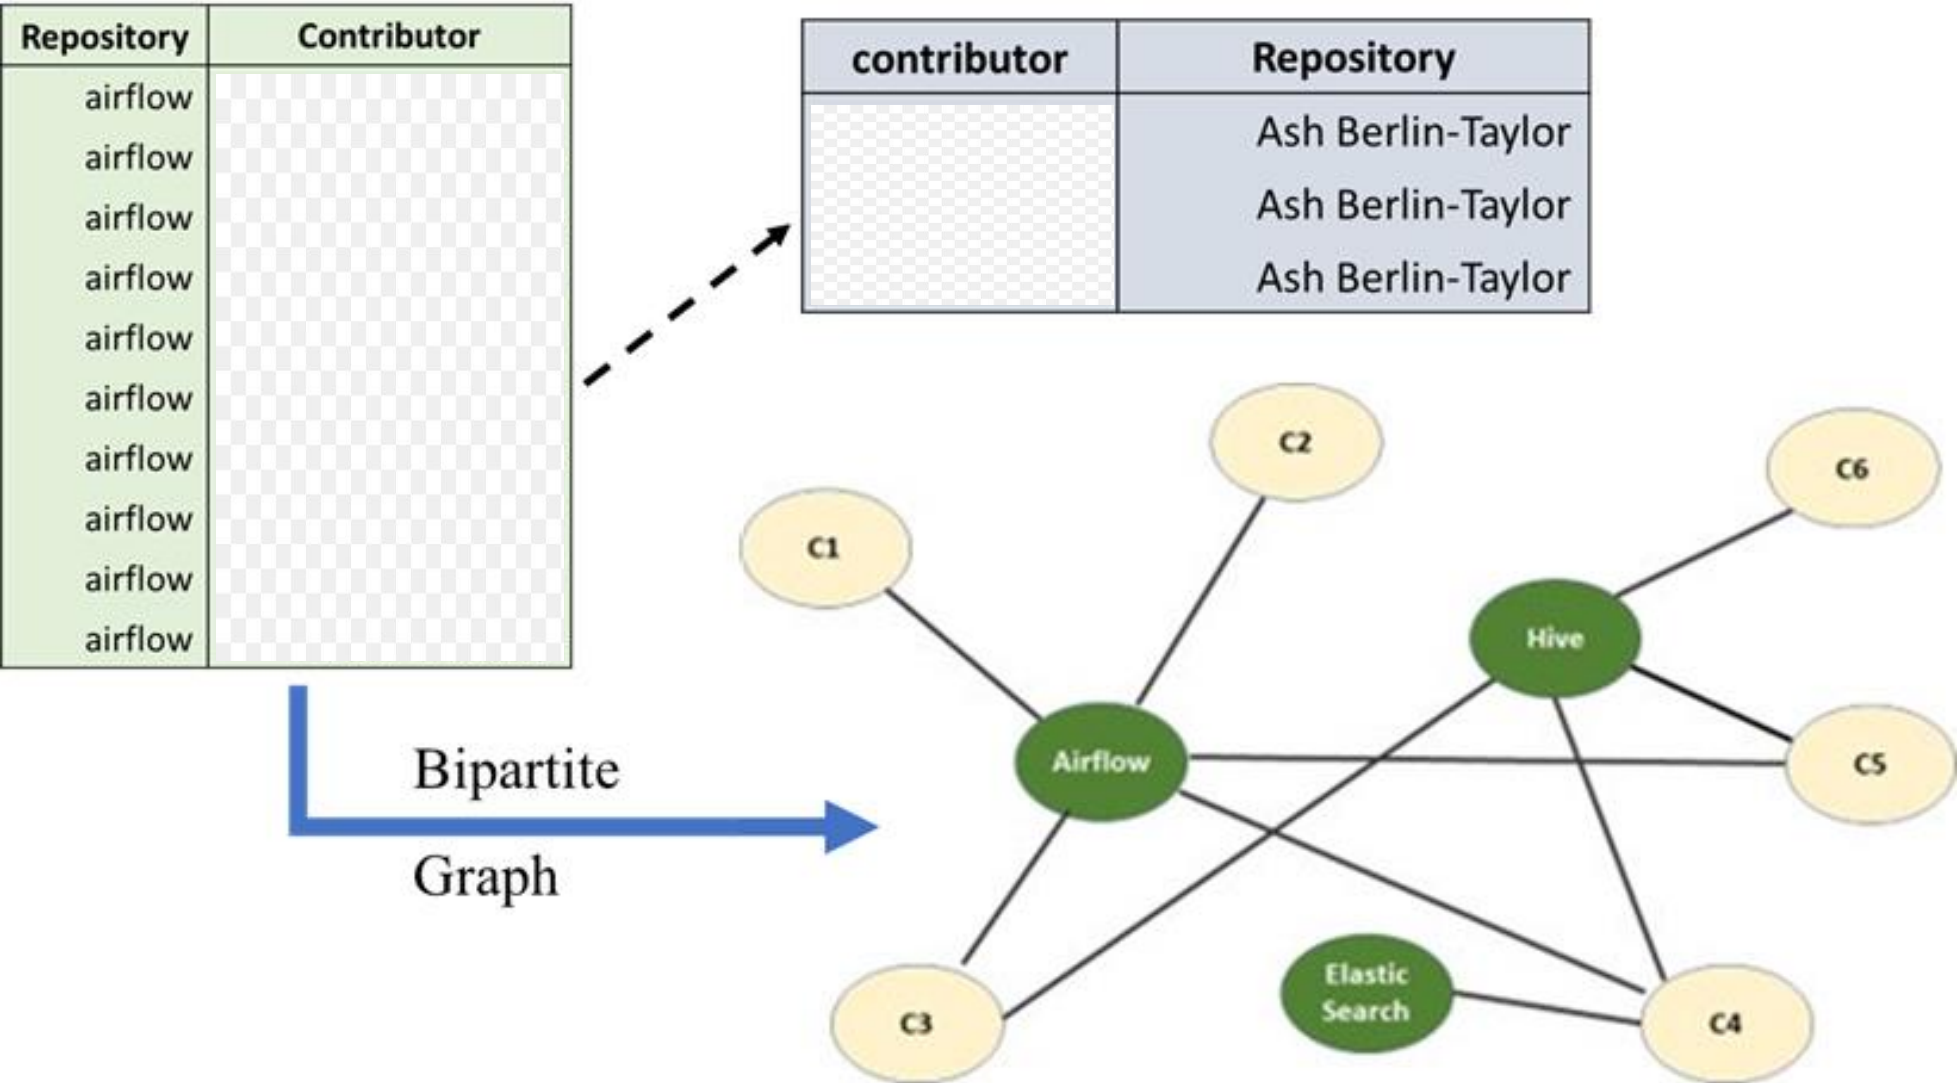 Repository Contributor
airflow
airflow
airflow
airflow
airflow
airflow
airflow
airflow
airflow
airflow
contributor Repository
Ash Berlin-Taylor
Ash Berlin-Taylor
Ash Berlin-Taylor
Bipartite
Graph
C2
C6
C1
Hive
Airflow
C5
Elastic
Search
C3
C4